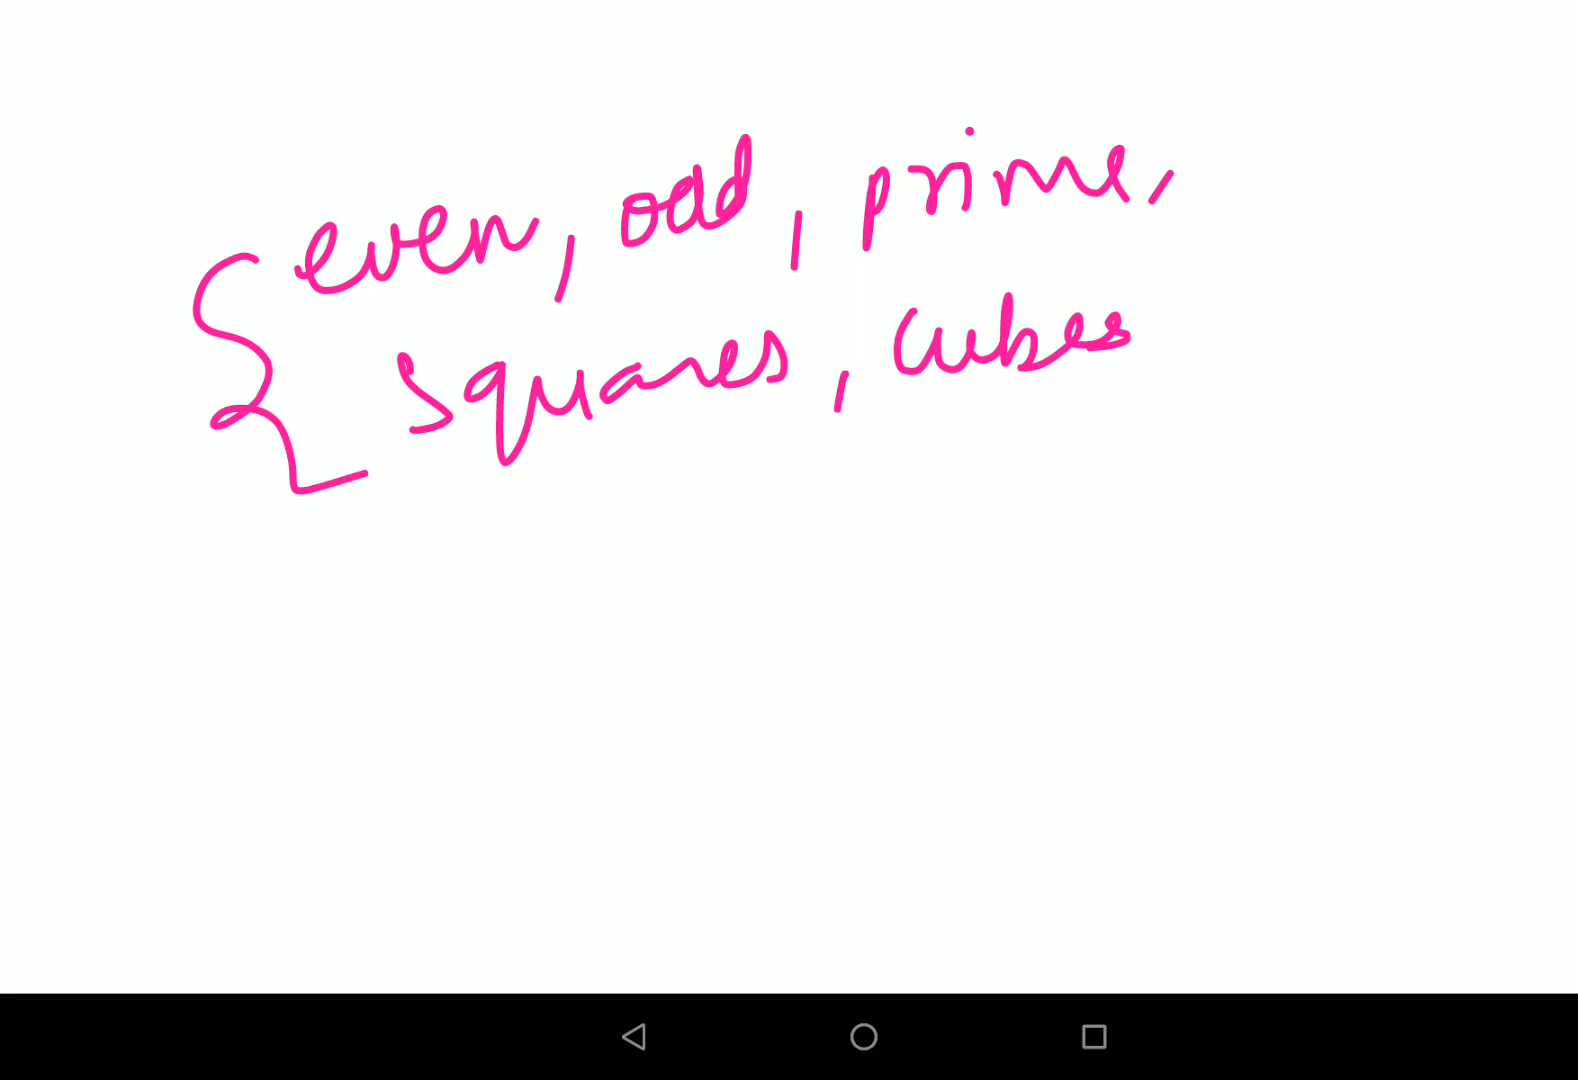 { even, odd, prime,
squares, cubes